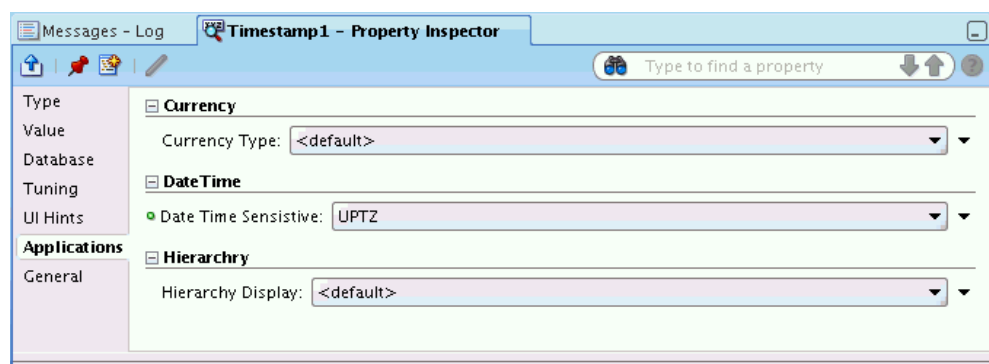 Messages - Log
Timestamp1 - Property Inspector
Type to find a property
Type
Value
Database
Tuning
UI Hints
Applications
General
Currency
Currency Type: <default>
DateTime
Date Time Sensistive: UPTZ
Hierarchry
Hierarchy Display: <default>